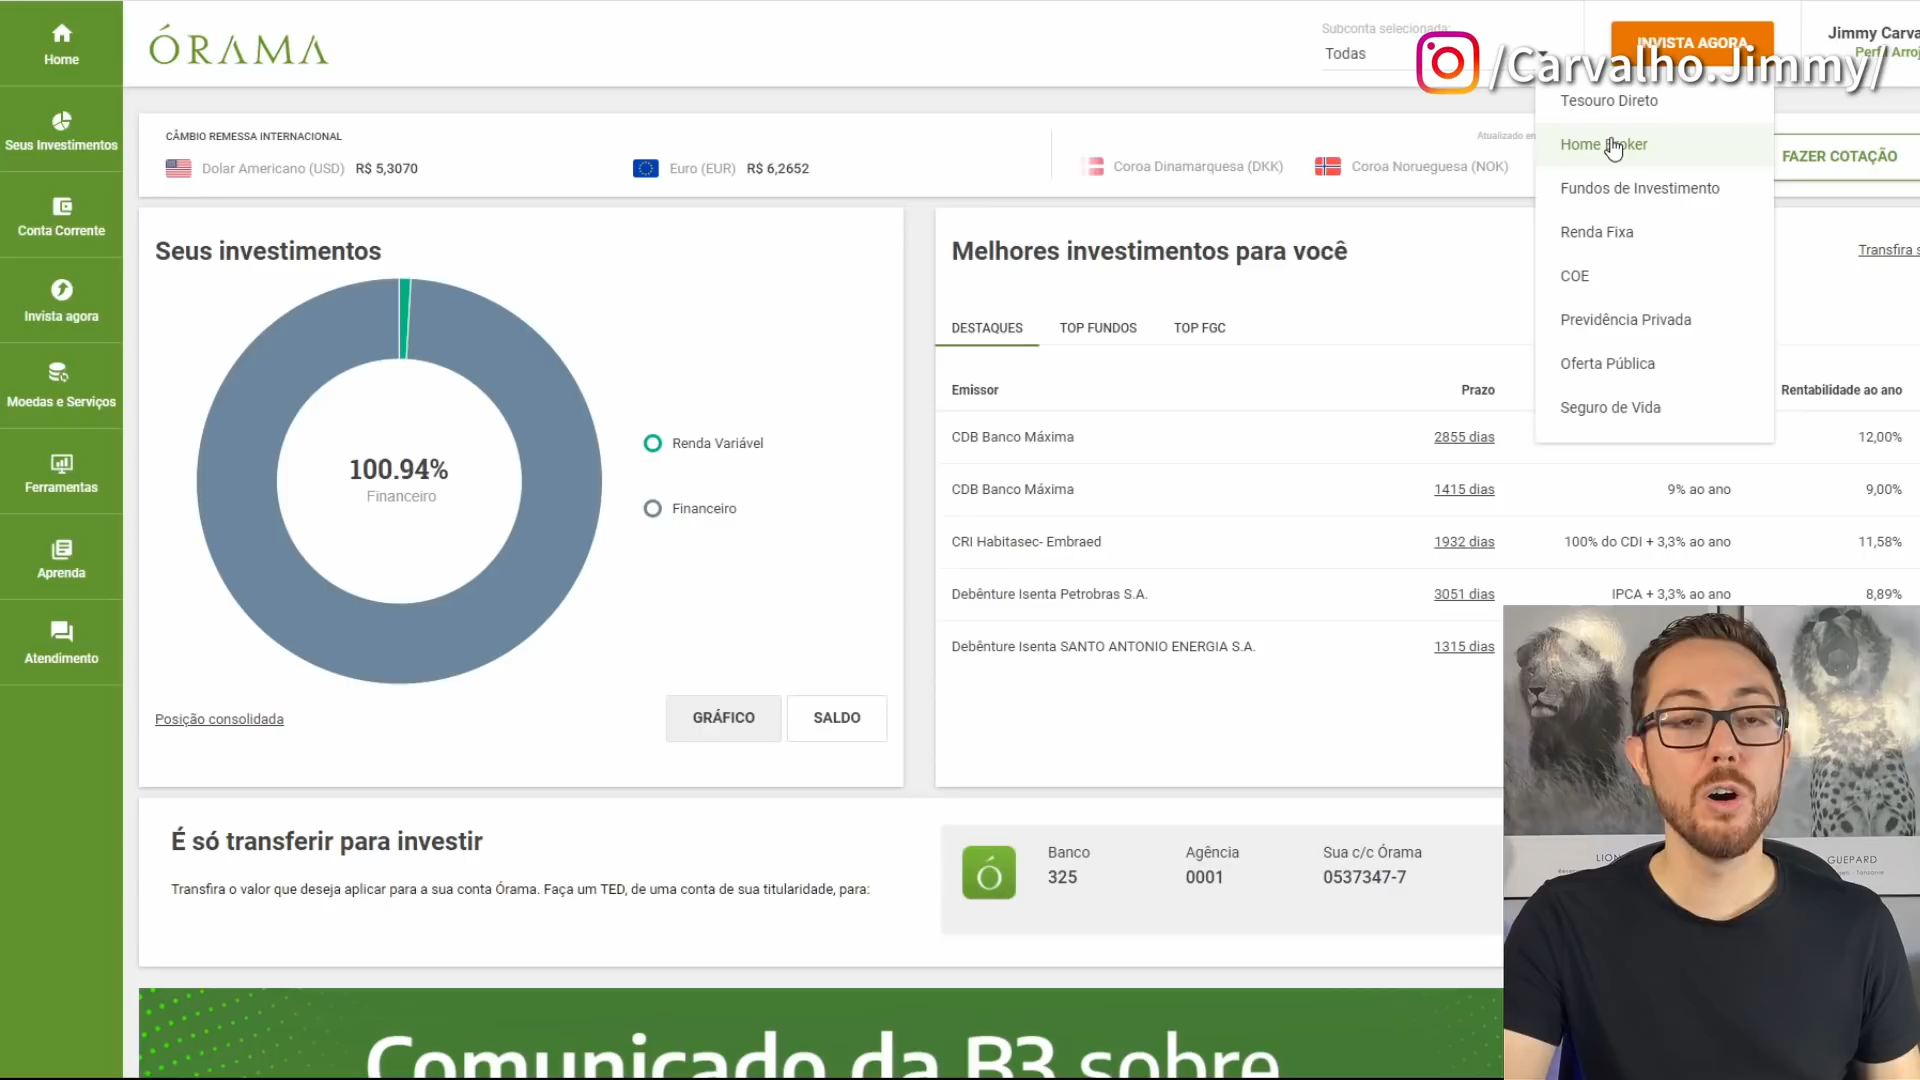 Home
Seus Investimentos
Conta Corrente
Invista agora
Moedas e Serviços
Ferramentas
Aprenda
Atendimento
ÓRAMA
Subconta selecionada:
Todas
INVISTA AGORA
Jimmy Carva
/Carvalho.Jimmy/
Tesouro Direto
Home Broker
Fundos de Investimento
Renda Fixa
COE
Previdência Privada
Oferta Pública
Seguro de Vida
CÂMBIO REMESSA INTERNACIONAL
Atualizado em
Dolar Americano (USD) R$ 5,3070
Euro (EUR) R$ 6,2652
Coroa Dinamarquesa (DKK)
Coroa Norueguesa (NOK)
FAZER COTAÇÃO
Seus investimentos
100.94%
Financeiro
Renda Variável
Financeiro
Posição consolidada
GRÁFICO
SALDO
Melhores investimentos para você
Transfira s
DESTAQUES TOP FUNDOS TOP FGC
Emissor Prazo Rentabilidade ao ano
CDB Banco Máxima 2855 dias 12,00%
CDB Banco Máxima 1415 dias 9% ao ano 9,00%
CRI Habitasec- Embraed 1932 dias 100% do CDI + 3,3% ao ano 11,58%
Debênture Isenta Petrobras S.A. 3051 dias IPCA + 3,3% ao ano 8,89%
Debênture Isenta SANTO ANTONIO ENERGIA S.A. 1315 dias
É só transferir para investir
Transfira o valor que deseja aplicar para a sua conta Órama. Faça um TED, de uma conta de sua titularidade, para:
Ó
Banco
325
Agência
0001
Sua c/c Órama
0537347-7
LION
GUEPARD
Comunicado da B3 sobre